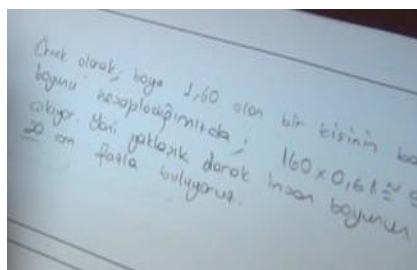 Örnek olarak, boyu 1,60 olan bir kişinin
boyunu hesapladığımızda; 160 x 0,61 ≅
çıkıyor. Yani yaklaşık olarak insan boyunun
20 cm fazla buluyoruz.